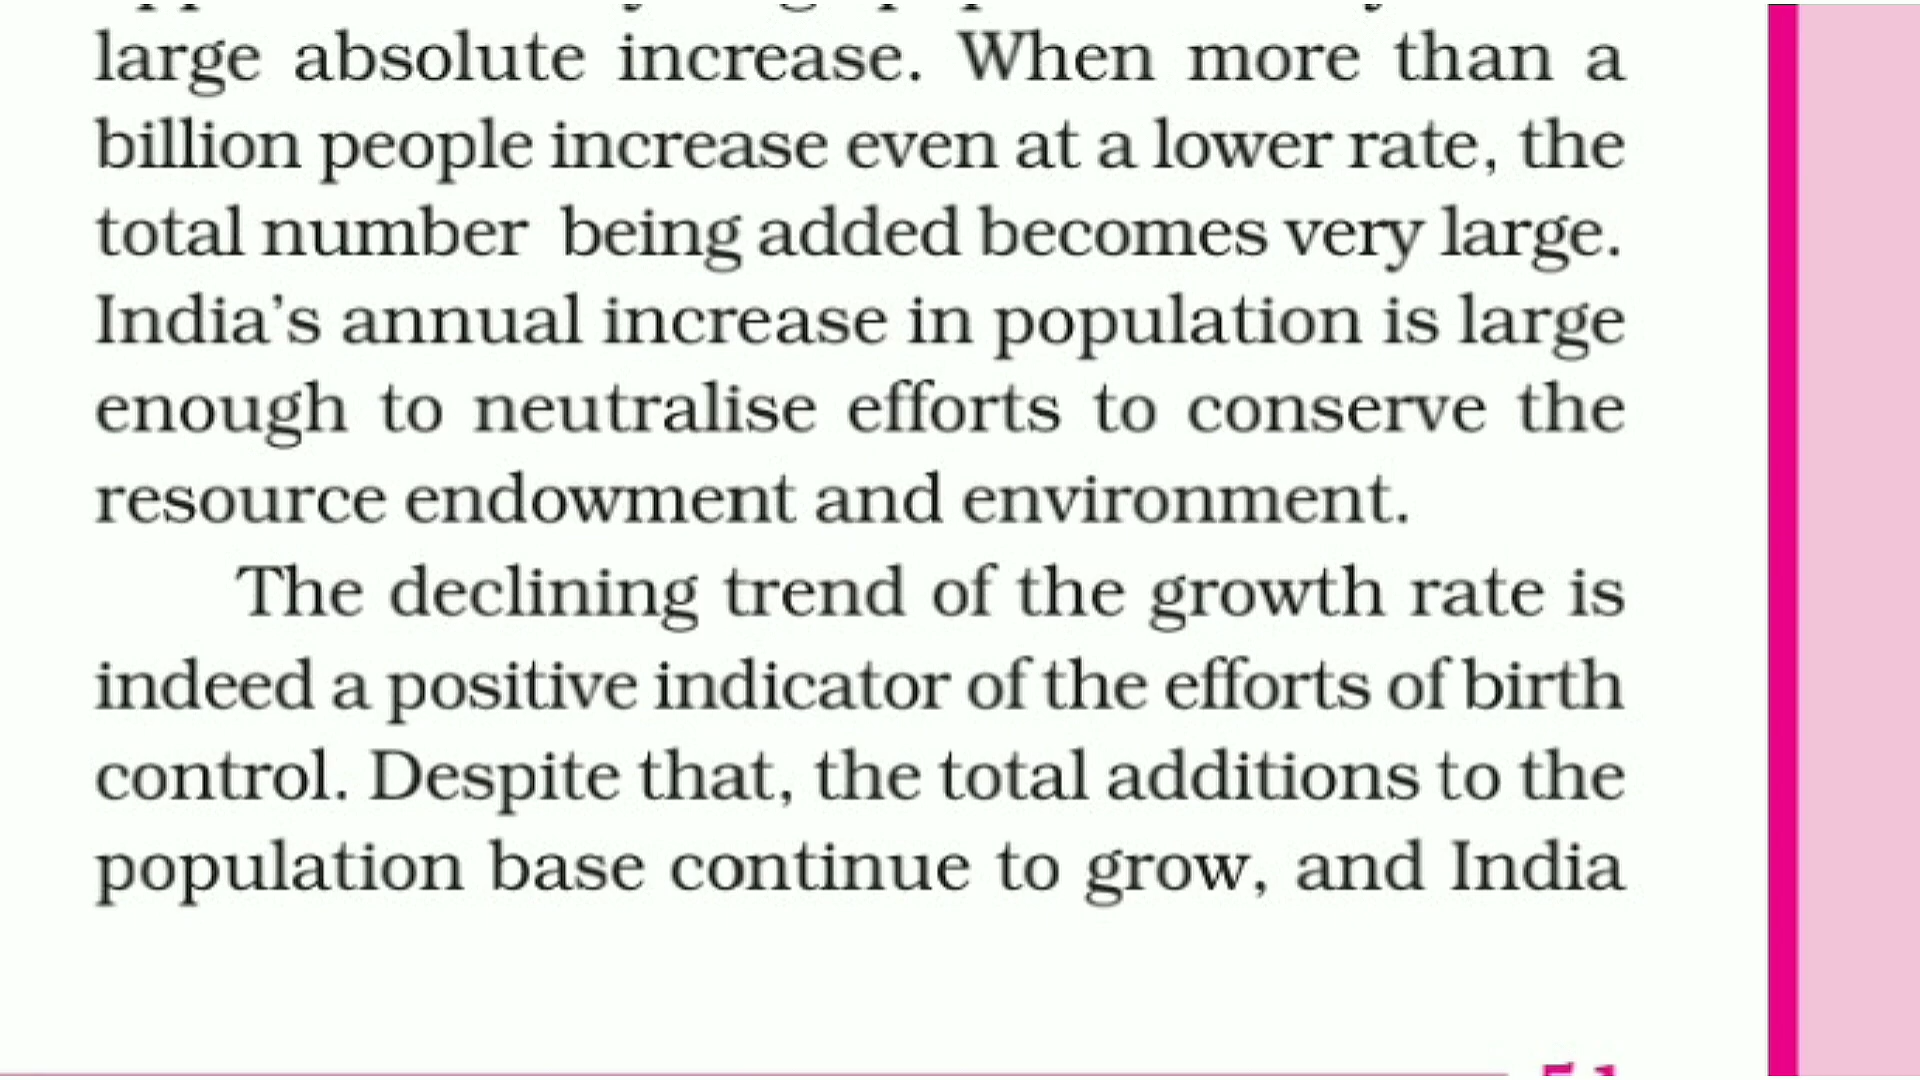 large absolute increase. When more than a
billion people increase even at a lower rate, the
total number being added becomes very large.
India's annual increase in population is large
enough to neutralise efforts to conserve the
resource endowment and environment.
The declining trend of the growth rate is
indeed a positive indicator of the efforts of birth
control. Despite that, the total additions to the
population base continue to grow, and India